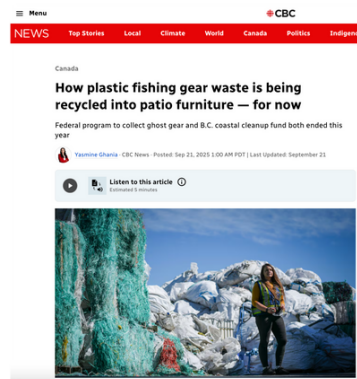 Menu
CBC
NEWS
Top Stories
Local
Climate
World
Canada
Politics
Indigen
Canada
How plastic fishing gear waste is being
recycled into patio furniture — for now
Federal program to collect ghost gear and B.C. coastal cleanup fund both ended this
year
Yasmine Ghania · CBC News · Posted: Sep 21, 2025 1:00 AM PDT | Last Updated: September 21
Listen to this article
Estimated 5 minutes